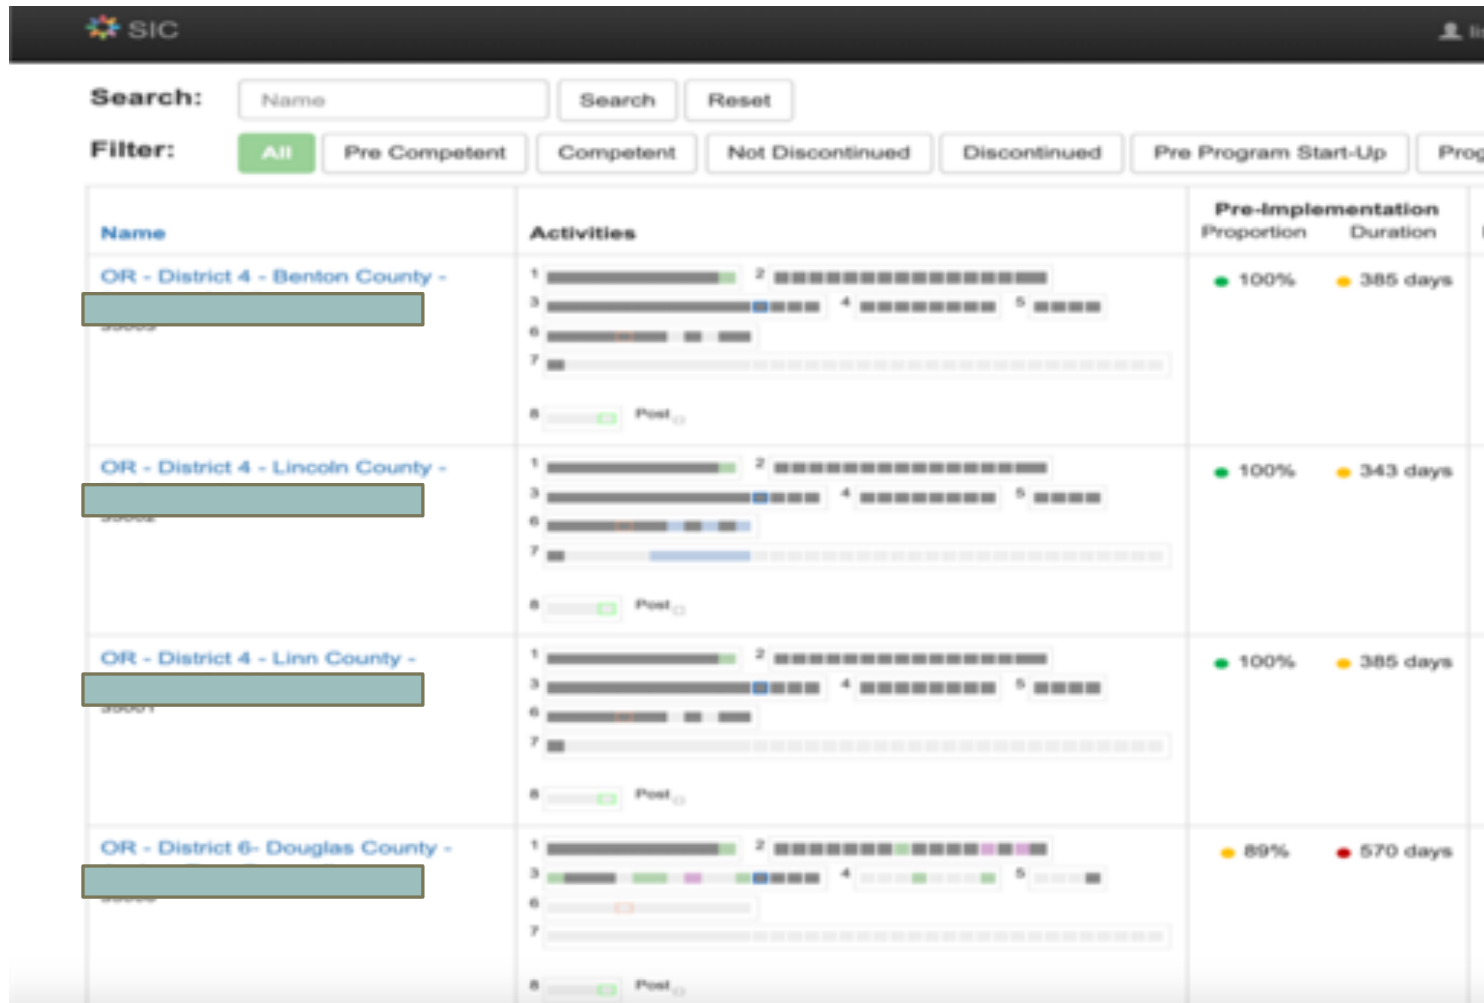 SIC
Search: Name Search Reset
Filter: All Pre Competent Competent Not Discontinued Discontinued Pre Program Start-Up
Pre-Implementation
Name Activities Proportion Duration
OR - District 4 - Benton County - 1 2 100% 385 days
3 4 5
6
7
8 Post
OR - District 4 - Lincoln County - 1 2 100% 343 days
3 4 5
6
7
8 Post
OR - District 4 - Linn County - 1 2 100% 385 days
3 4 5
6
7
8 Post
OR - District 6- Douglas County - 1 2 89% 570 days
3 4 5
6
7
8 Post